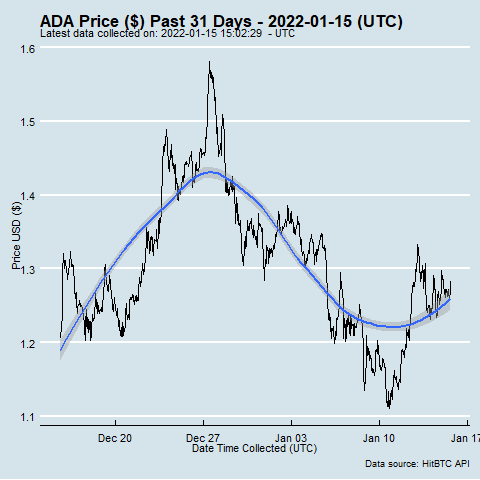 ADA Price ($) Past 31 Days - 2022-01-15 (UTC)
Latest data collected on: 2022-01-15 15:02:29 - UTC
1.6
1.5
1.4
1.3
1.2
1.1
Price USD ($)
Dec 20 Dec 27 Jan 03 Jan 10 Jan 17
Date Time Collected (UTC)
Data source: HitBTC API